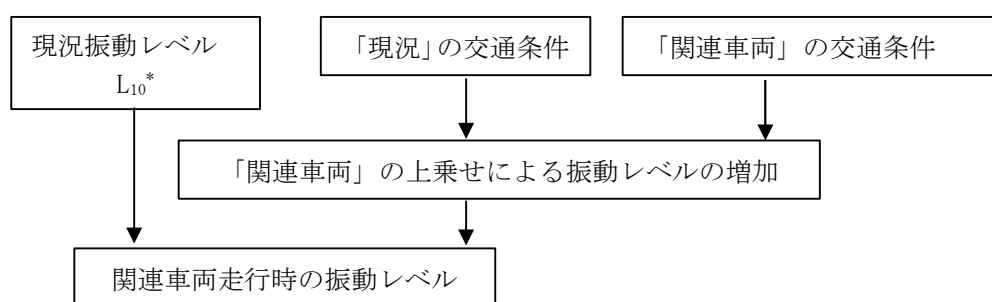 現況振動レベル
L₁₀*
「現況」の交通条件
「関連車両」の交通条件
「関連車両」の上乗せによる振動レベルの増加
関連車両走行時の振動レベル